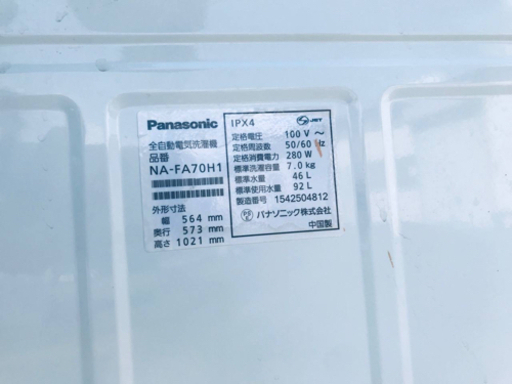 Panasonic
全自動電気洗濯機
品番
NA-FA70H1
外形寸法
幅 564 mm
奥行 573 mm
高さ 1021 mm
IPX4
JET
定格電圧 100 V ～
定格周波数 50/60 Hz
定格消費電力 280 W
標準洗濯容量 7.0 kg
標準水量 46 L
標準使用水量 92 L
製造番号 1542504812
パナソニック株式会社
中国製